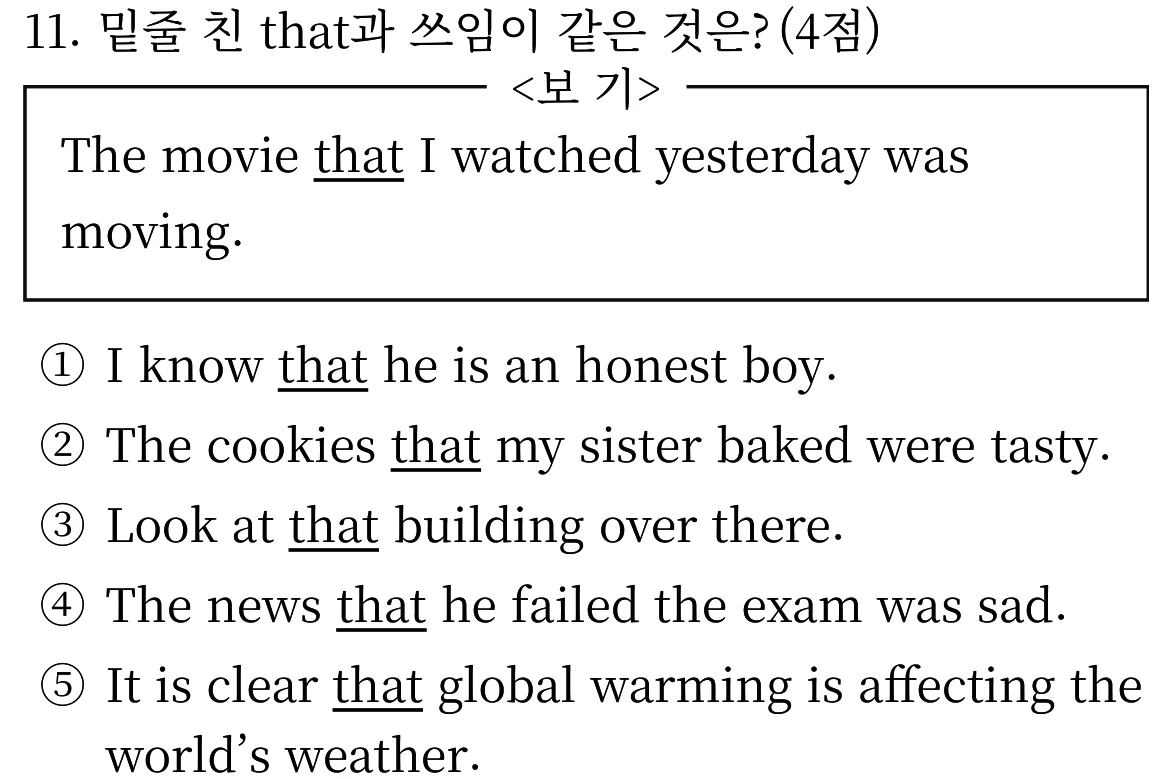 11. 밑줄 친 that과 쓰임이 같은 것은? (4점)
<보 기>
The movie that I watched yesterday was
moving.
① I know that he is an honest boy.
② The cookies that my sister baked were tasty.
③ Look at that building over there.
④ The news that he failed the exam was sad.
⑤ It is clear that global warming is affecting the
world’s weather.